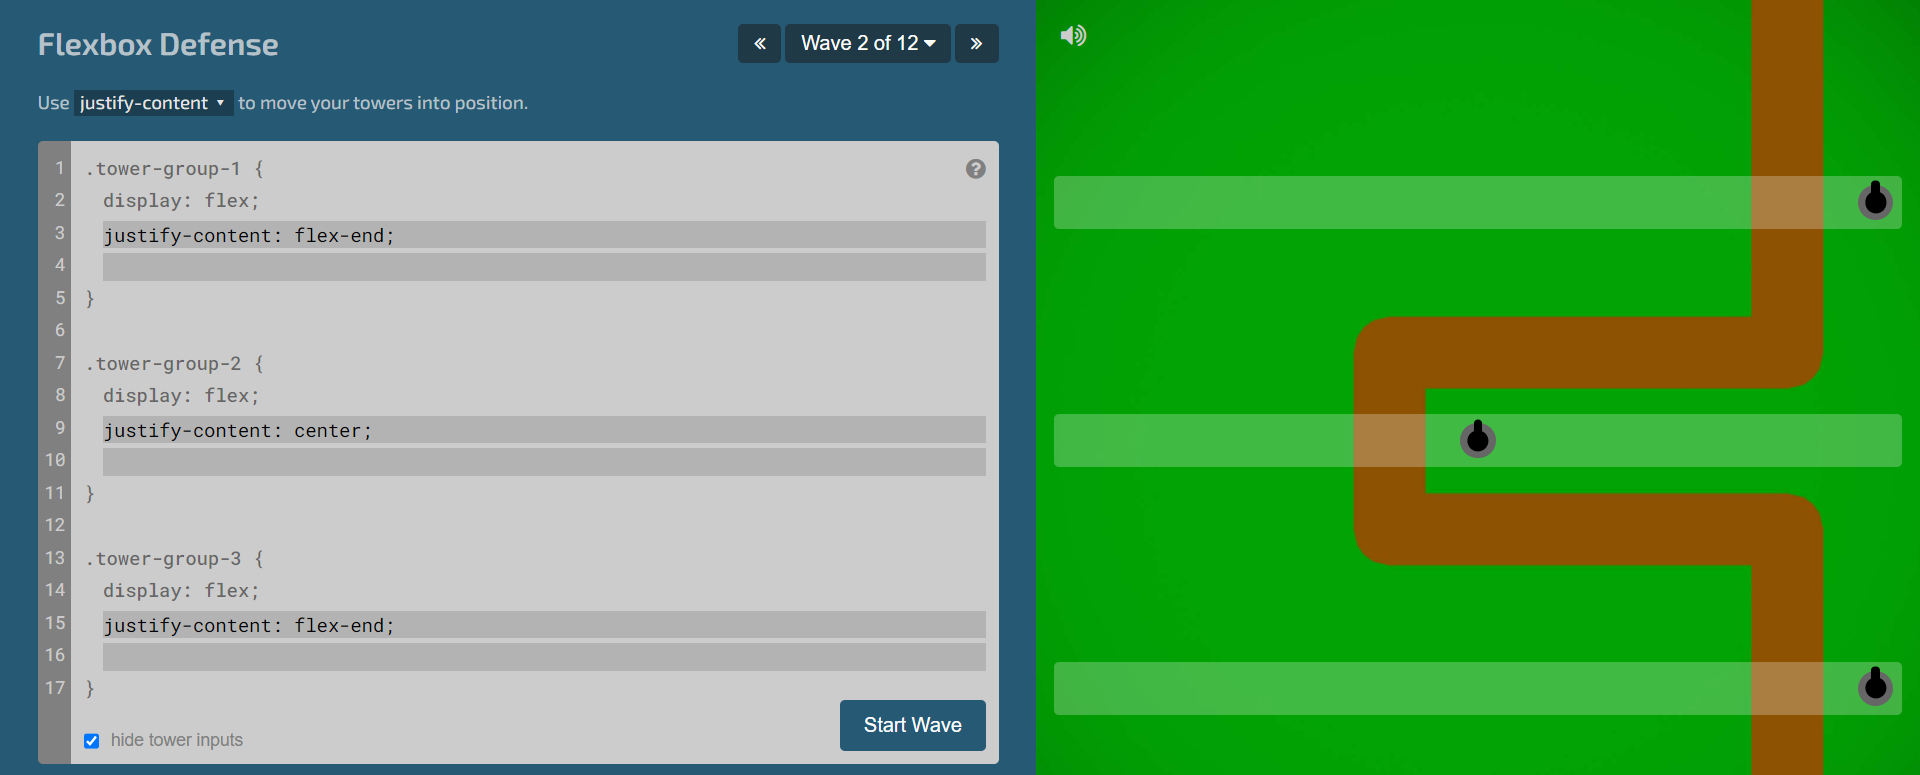 Flexbox Defense
« Wave 2 of 12 ▾ »
Use justify-content ▾ to move your towers into position.
1 .tower-group-1 { ?
2 display: flex;
3 justify-content: flex-end;
4
5 }
6
7 .tower-group-2 {
8 display: flex;
9 justify-content: center;
10
11 }
12
13 .tower-group-3 {
14 display: flex;
15 justify-content: flex-end;
16
17 }
Start Wave
hide tower inputs